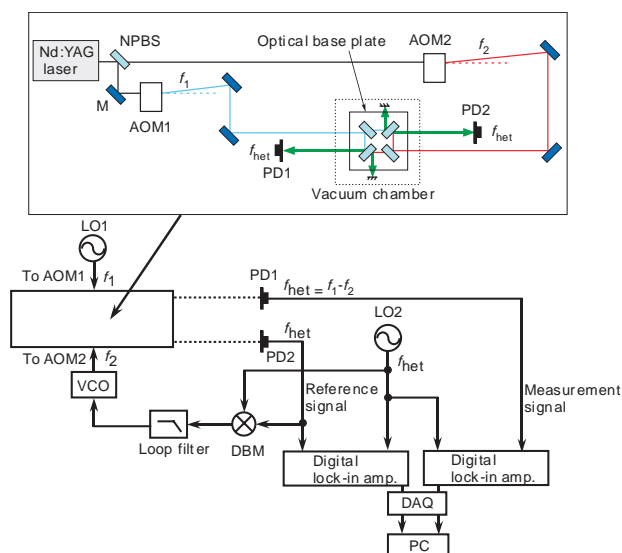 Nd:YAG
laser
NPBS
M
AOM1
f1
Optical base plate
AOM2
f2
PD2
fhet
fhet
PD1
Vacuum chamber
LO1
To AOM1
f1
PD1
fhet = f1-f2
fhet
PD2
LO2
fhet
To AOM2
f2
VCO
Loop filter
DBM
Reference
signal
Measurement
signal
Digital
lock-in amp.
Digital
lock-in amp.
DAQ
PC